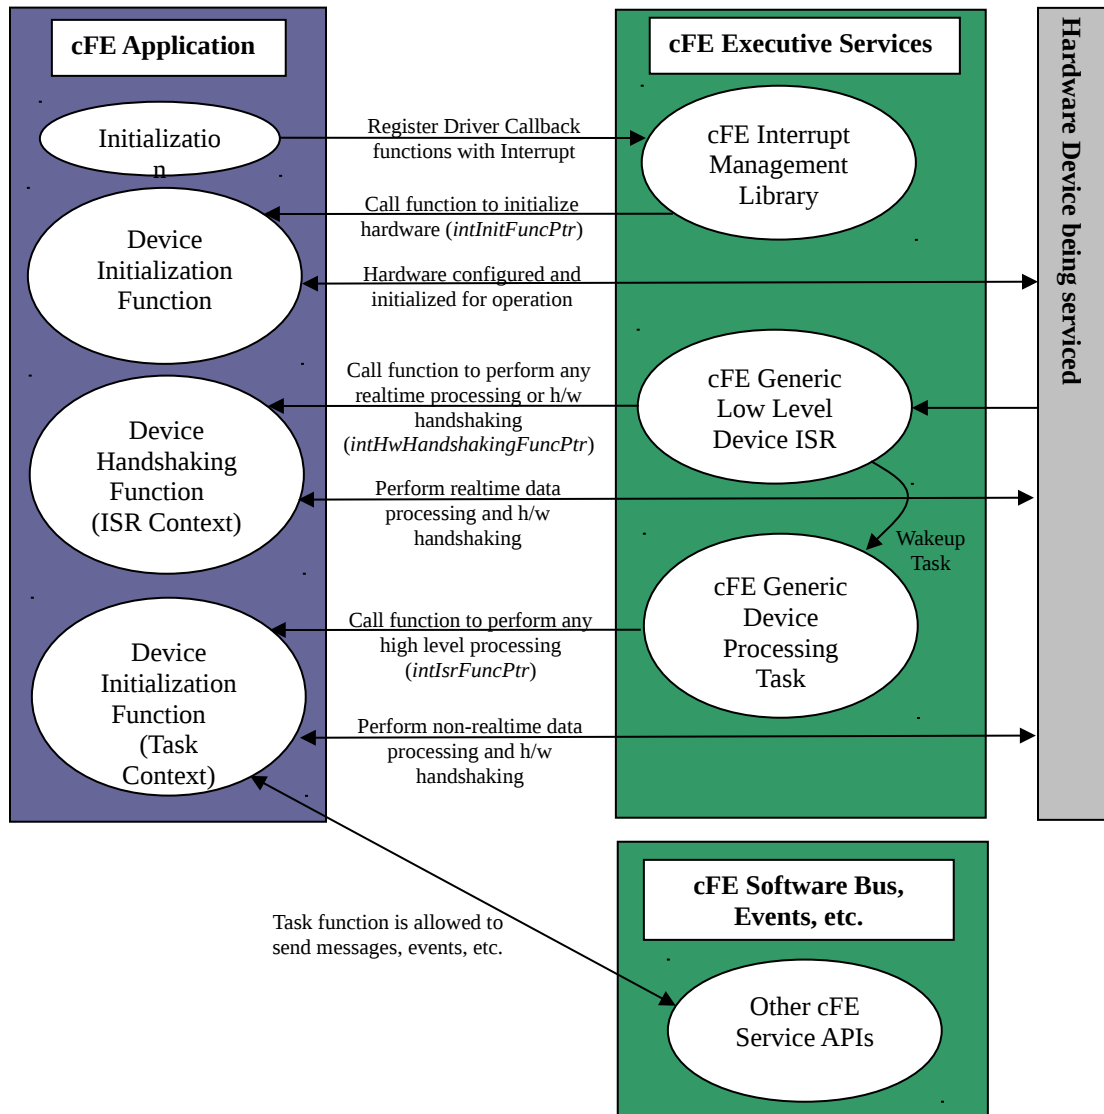 cFE Application
Initializatio
n
Device
Initialization
Function
Device
Handshaking
Function
(ISR Context)
Device
Initialization
Function
(Task
Context)
Register Driver Callback
functions with Interrupt
Call function to initialize
hardware (intInitFuncPtr)
Hardware configured and
initialized for operation
Call function to perform any
realtime processing or h/w
handshaking
(intHwHandshakingFuncPtr)
Perform realtime data
processing and h/w
handshaking
Call function to perform any
high level processing
(intIsrFuncPtr)
Perform non-realtime data
processing and h/w
handshaking
Task function is allowed to
send messages, events, etc.
cFE Executive Services
cFE Interrupt
Management
Library
cFE Generic
Low Level
Device ISR
Wakeup
Task
cFE Generic
Device
Processing
Task
cFE Software Bus,
Events, etc.
Other cFE
Service APIs
Hardware Device being serviced